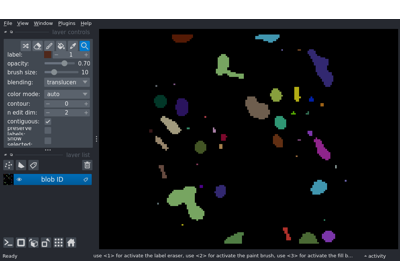 File View Window Plugins Help
layer controls
label: 1
opacity: 0.70
brush size: 10
blending: translucen
color mode: auto
contour: 0
n edit dim: 2
contiguous:
preserve labels:
show selected:
layer list
blob ID
Ready
use <1> for activate the label eraser, use <2> for activate the paint brush, use <3> for activate the fill b...
activity